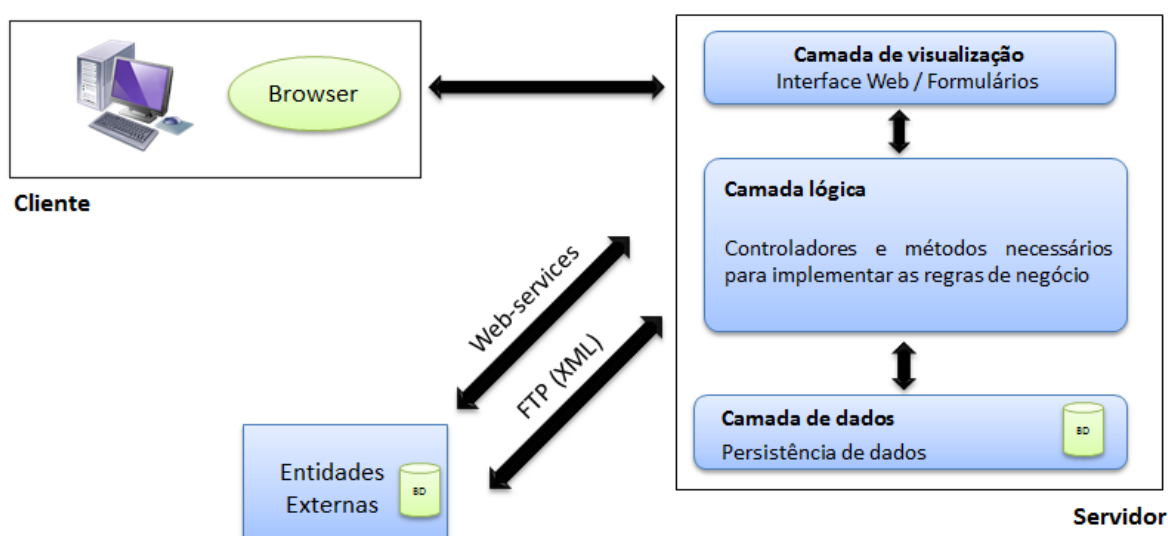 Browser
Cliente
Camada de visualização
Interface Web / Formulários
Camada lógica
Controladores e métodos necessários
para implementar as regras de negócio
Camada de dados
Persistência de dados
BD
Servidor
Web-services
FTP (XML)
Entidades
Externas
BD